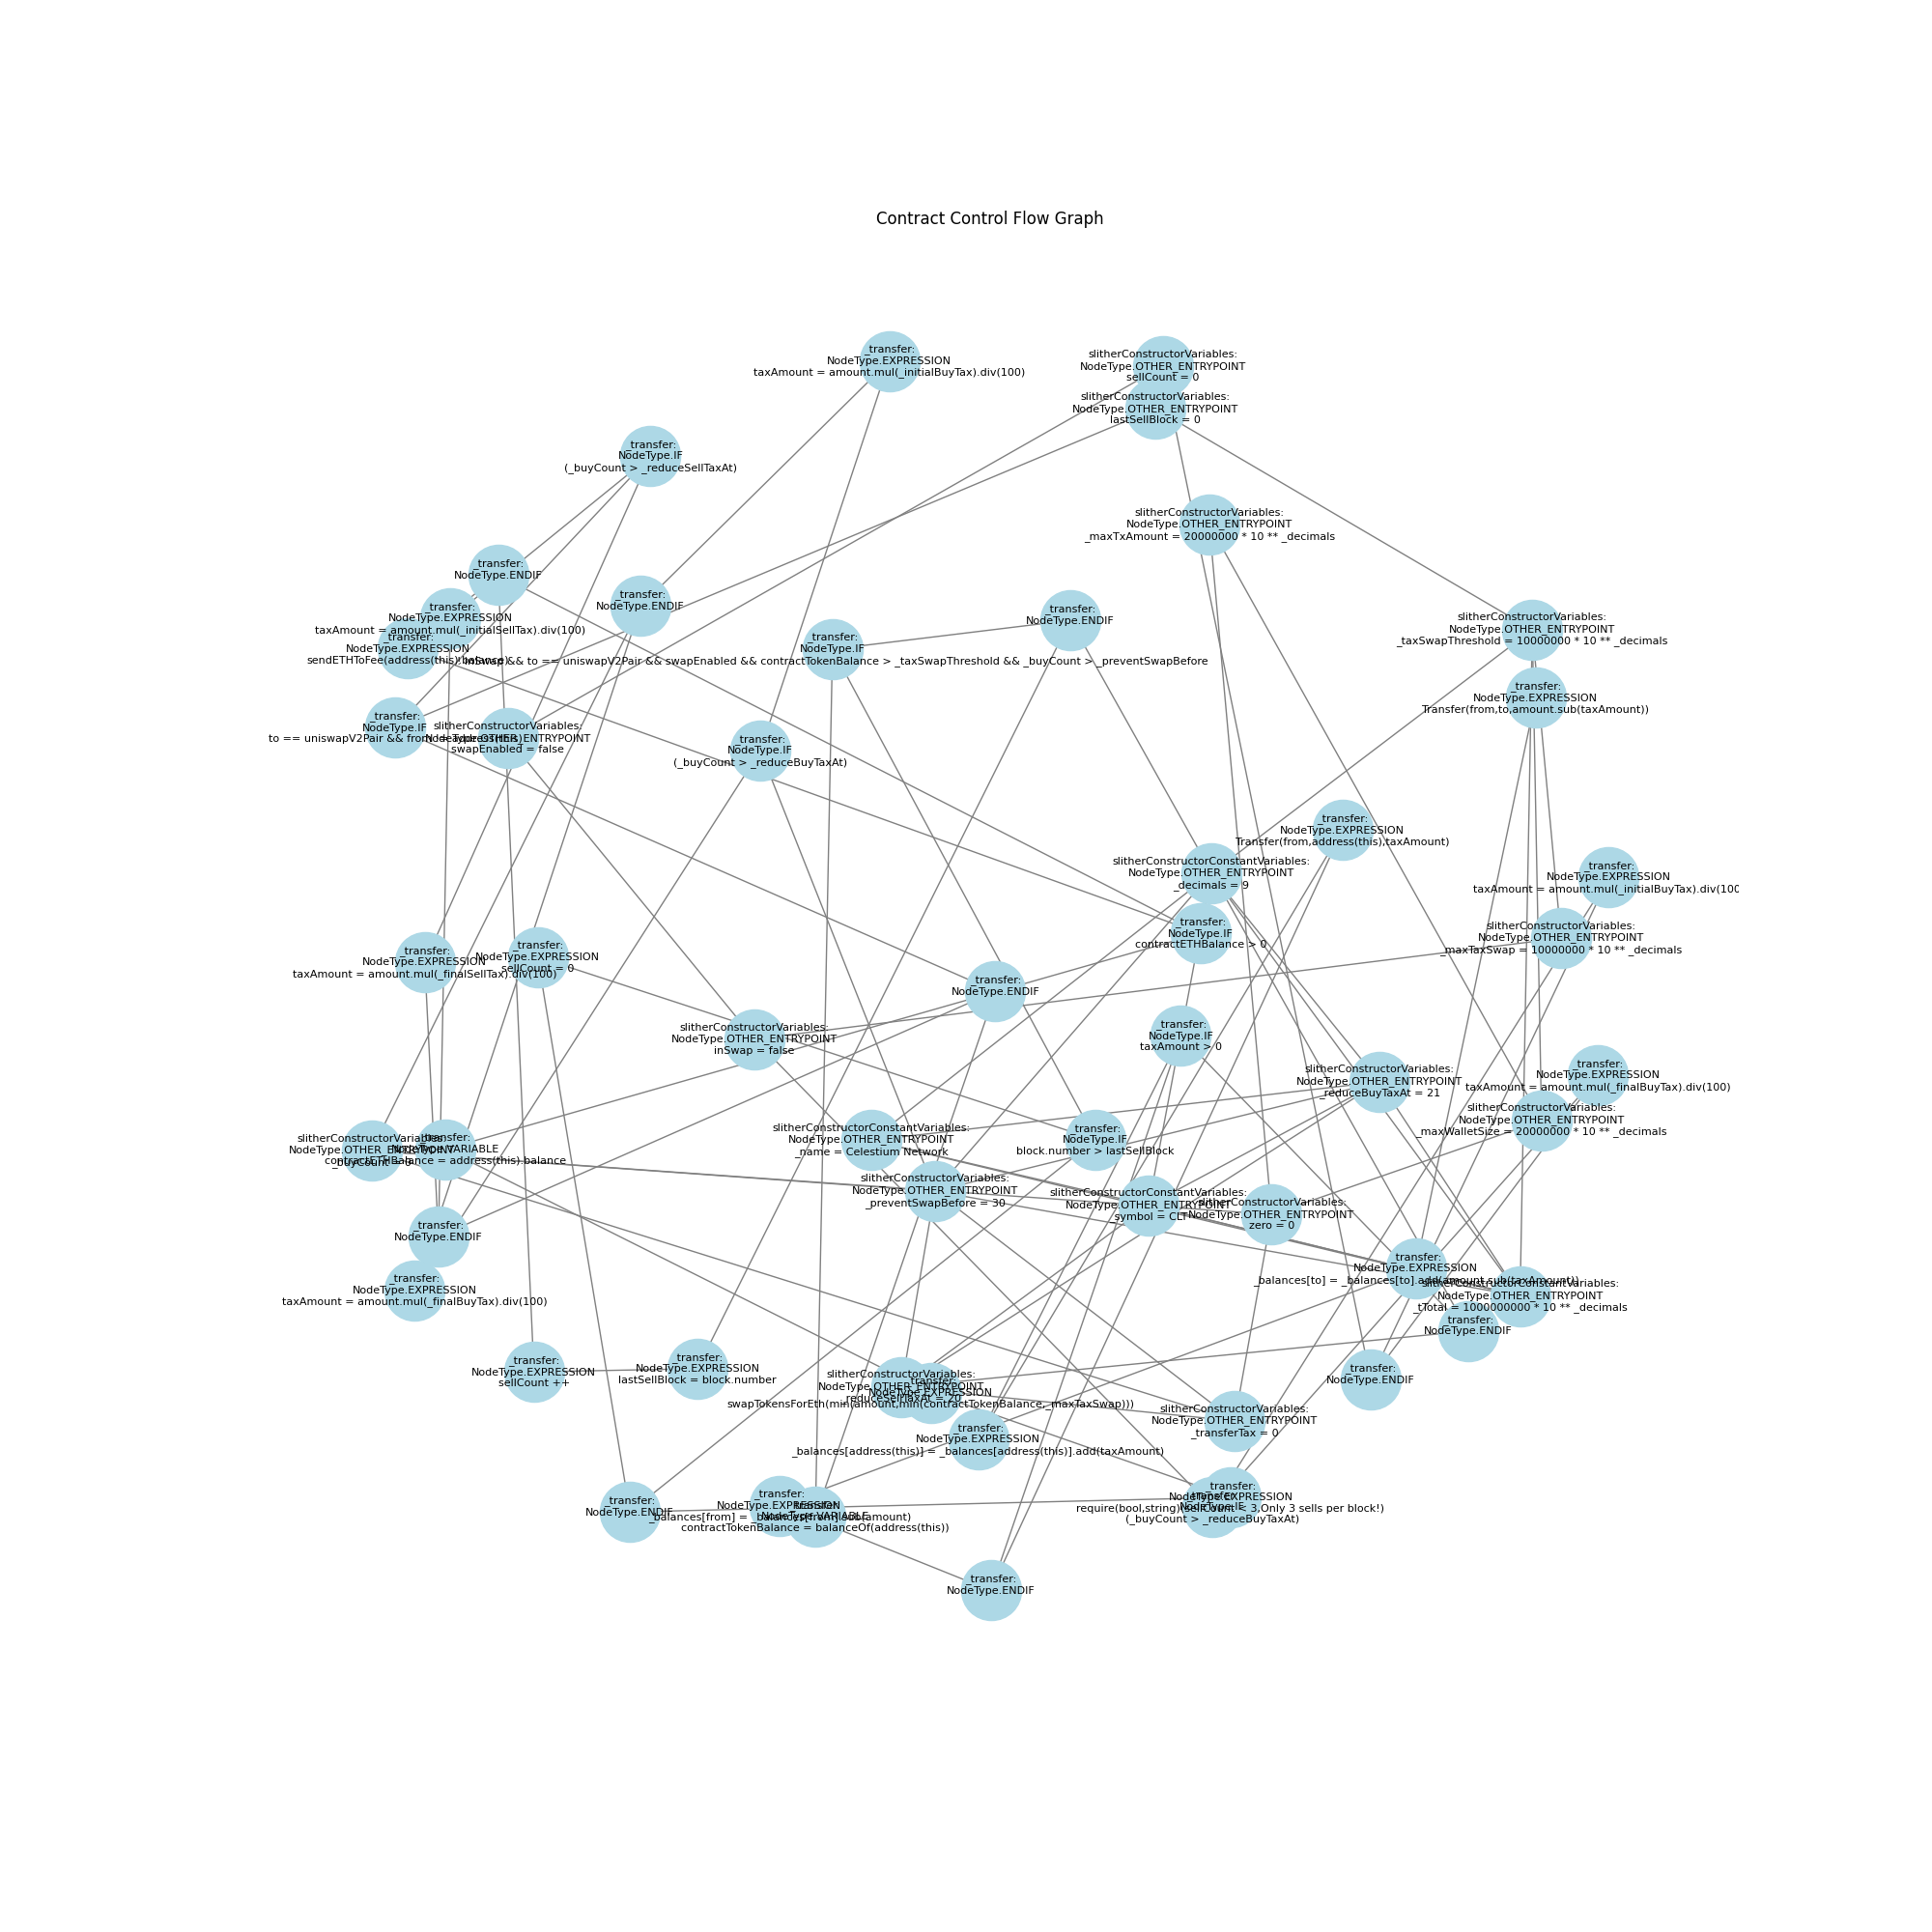 Contract Control Flow Graph
_transfer:
NodeType.EXPRESSION
taxAmount = amount.mul(_initialBuyTax).div(100)
slitherConstructorVariables:
NodeType.OTHER_ENTRYPOINT
sellCount = 0
slitherConstructorVariables:
NodeType.OTHER_ENTRYPOINT
lastSellBlock = 0
_transfer:
NodeType.IF
(_buyCount > _reduceSellTaxAt)
slitherConstructorVariables:
NodeType.OTHER_ENTRYPOINT
_maxTxAmount = 20000000 * 10 ** _decimals
_transfer:
NodeType.ENDIF
_transfer:
NodeType.ENDIF
_transfer:
NodeType.EXPRESSION
taxAmount = amount.mul(_initialSellTax).div(100)
_transfer:
NodeType.ENDIF
slitherConstructorVariables:
NodeType.OTHER_ENTRYPOINT
_taxSwapThreshold = 10000000 * 10 ** _decimals
_transfer:
NodeType.EXPRESSION
sendETHToFee(address(this).balance)
_transfer:
NodeType.IF
&& to == uniswapV2Pair && swapEnabled && contractTokenBalance > _taxSwapThreshold && _buyCount > _preventSwapBefore
_transfer:
NodeType.EXPRESSION
Transfer(from,to,amount.sub(taxAmount))
_transfer:
NodeType.IF
to == uniswapV2Pair && from != address(this)
slitherConstructorVariables:
NodeType.OTHER_ENTRYPOINT
swapEnabled = false
_transfer:
NodeType.IF
(_buyCount > _reduceBuyTaxAt)
_transfer:
NodeType.EXPRESSION
Transfer(from,address(this),taxAmount)
slitherConstructorConstantVariables:
NodeType.OTHER_ENTRYPOINT
_decimals = 9
_transfer:
NodeType.EXPRESSION
taxAmount = amount.mul(_initialBuyTax).div(100
_transfer:
NodeType.IF
contractETHBalance > 0
slitherConstructorVariables:
NodeType.OTHER_ENTRYPOINT
_maxTaxSwap = 10000000 * 10 ** _decimals
_transfer:
NodeType.EXPRESSION
taxAmount = amount.mul(_finalSellTax).div(100)
_transfer:
NodeType.EXPRESSION
sellCount = 0
_transfer:
NodeType.ENDIF
slitherConstructorVariables:
NodeType.OTHER_ENTRYPOINT
inSwap = false
_transfer:
NodeType.IF
taxAmount > 0
slitherConstructorVariables:
NodeType.OTHER_ENTRYPOINT
_reduceBuyTaxAt = 21
_transfer:
NodeType.EXPRESSION
taxAmount = amount.mul(_finalBuyTax).div(100)
slitherConstructorVariables:
NodeType.OTHER_ENTRYPOINT
_maxWalletSize = 20000000 * 10 ** _decimals
slitherConstructorVariables:
NodeType.OTHER_ENTRYPOINT
_transfer:
NodeType.VARIABLE
contractETHBalance = address(this).balance
slitherConstructorConstantVariables:
NodeType.OTHER_ENTRYPOINT
_name = Celestium Network
_transfer:
NodeType.IF
block.number > lastSellBlock
slitherConstructorVariables:
NodeType.OTHER_ENTRYPOINT
_preventSwapBefore = 30
slitherConstructorConstantVariables:
NodeType.OTHER_ENTRYPOINT
slitherConstructorVariables:
NodeType.OTHER_ENTRYPOINT
zero = 0
_transfer:
NodeType.ENDIF
_transfer:
NodeType.EXPRESSION
_balances[to] = _balances[to].add(amount.sub(taxAmount))
slitherConstructorConstantVariables:
NodeType.OTHER_ENTRYPOINT
_tTotal = 1000000000 * 10 ** _decimals
_transfer:
NodeType.EXPRESSION
taxAmount = amount.mul(_finalBuyTax).div(100)
_transfer:
NodeType.ENDIF
_transfer:
NodeType.EXPRESSION
sellCount ++
_transfer:
NodeType.EXPRESSION
lastSellBlock = block.number
_transfer:
NodeType.ENDIF
slitherConstructorVariables:
NodeType.OTHER_ENTRYPOINT
_reduceSellTaxAt = 20
_transfer:
NodeType.EXPRESSION
swapTokensForEth(min(amount,min(contractTokenBalance,_maxTaxSwap)))
slitherConstructorVariables:
NodeType.OTHER_ENTRYPOINT
_transferTax = 0
_transfer:
NodeType.EXPRESSION
_balances[address(this)] = _balances[address(this)].add(taxAmount)
_transfer:
NodeType.ENDIF
_transfer:
NodeType.EXPRESSION
_balances[from] = _balances[from].sub(amount)
_transfer:
NodeType.VARIABLE
contractTokenBalance = balanceOf(address(this))
_transfer:
NodeType.EXPRESSION
require(bool,string)(sellCount < 3,Only 3 sells per block!)
_transfer:
NodeType.IF
(_buyCount > _reduceBuyTaxAt)
_transfer:
NodeType.ENDIF